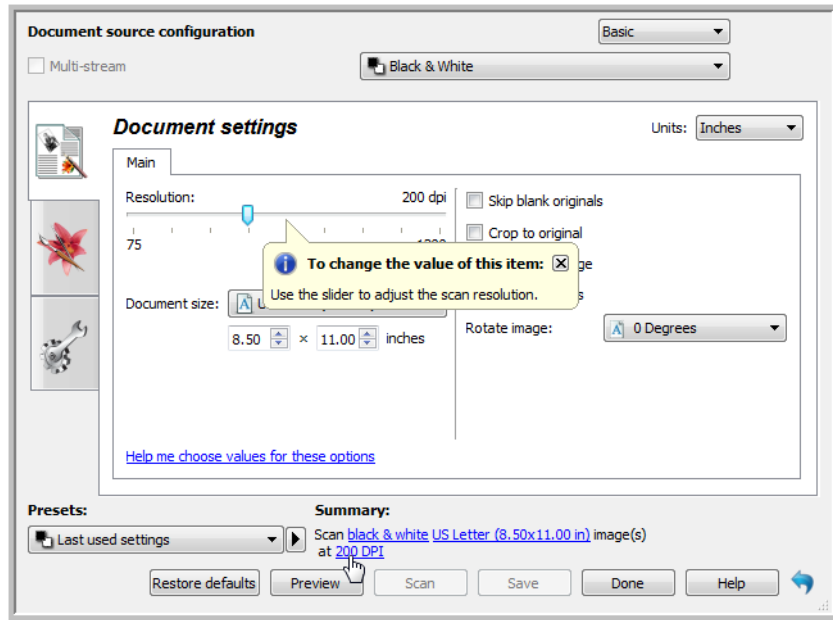 Document source configuration
Basic
Multi-stream
Black & White
Document settings
Units: Inches
Main
Resolution: 200 dpi
Skip blank originals
Crop to original
75
To change the value of this item:
Use the slider to adjust the scan resolution.
Document size:
8.50 × 11.00 inches
Rotate image: 0 Degrees
Help me choose values for these options
Presets:
Summary:
Last used settings
Scan black & white US Letter (8.50x11.00 in) image(s)
at 200 DPI
Restore defaults Preview Scan Save Done Help